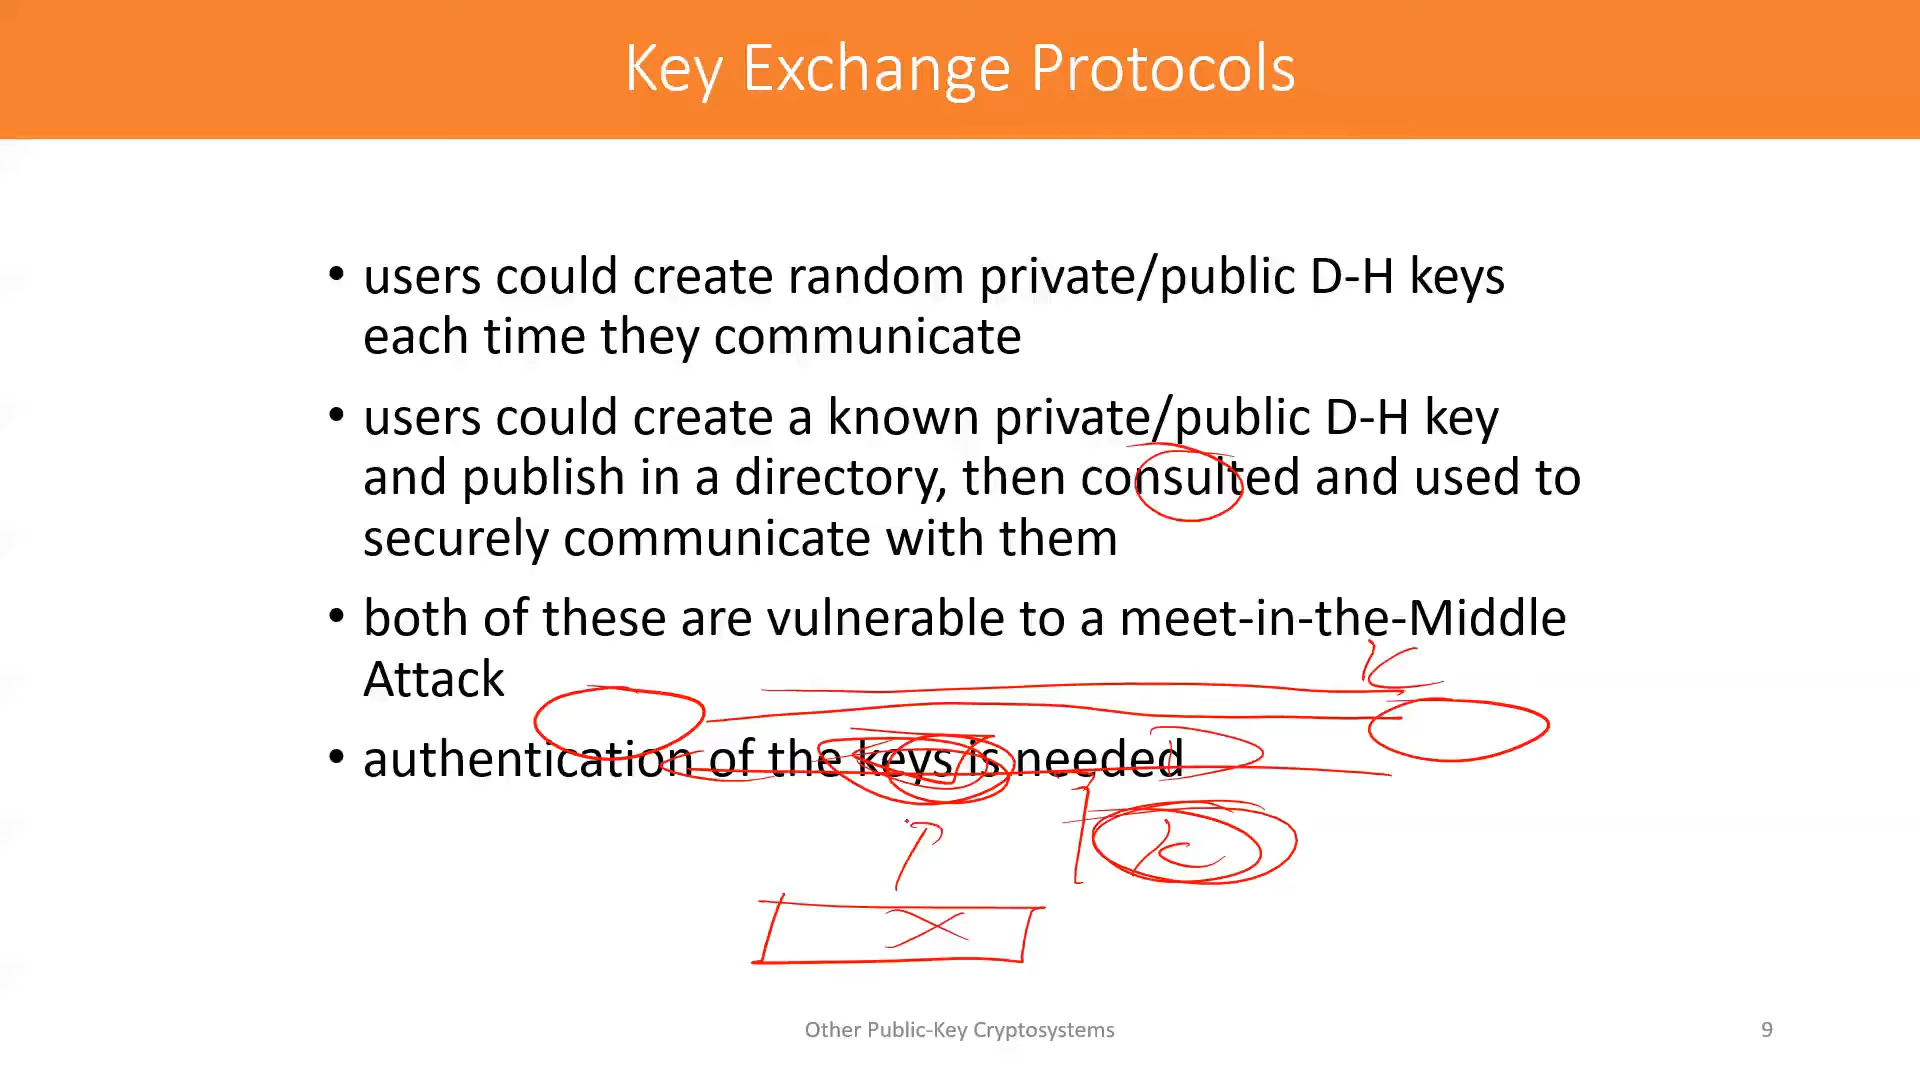 Key Exchange Protocols
• users could create random private/public D-H keys
each time they communicate
• users could create a known private/public D-H key
and publish in a directory, then consulted and used to
securely communicate with them
• both of these are vulnerable to a meet-in-the-Middle
Attack
K
• authentication of the keys is needed
K
X
Other Public-Key Cryptosystems
9